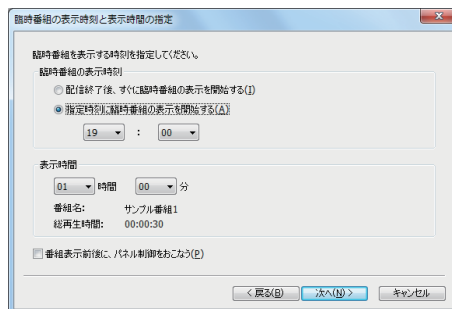 臨時番組の表示時刻と表示時間の指定
臨時番組を表示する時刻を指定してください。
臨時番組の表示時刻
配信終了後、すぐに臨時番組の表示を開始する(I)
指定時刻に臨時番組の表示を開始する(A)
19 : 00
表示時間
01 時間 00 分
番組名: サンプル番組1
総再生時間: 00:00:30
番組表示前後に、パネル制御をおこなう(P)
< 戻る(B) 次へ(N) > キャンセル